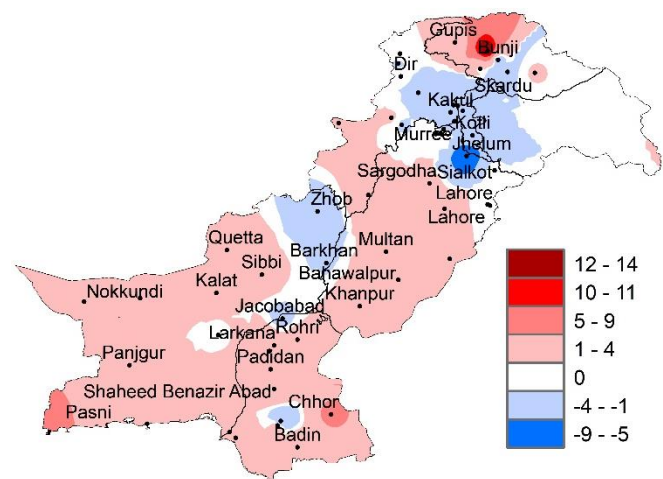 Gupis
Bunji
Dir
Skardu
Kakul
Kotli
Murree
Jhelum
Sialkot
Sargodha
Lahore
Lahore
Zhob
Quetta
Multan
Barkhan
Sibbi
Bahawalpur
Nokkundi
Kalat
Khanpur
Jacobabad
Larkana
Rohri
Panjgur
Padidan
Shaheed Benazir Abad
Chhor
Pasni
Badin
12 - 14
10 - 11
5 - 9
1 - 4
0
-4 - -1
-9 - -5